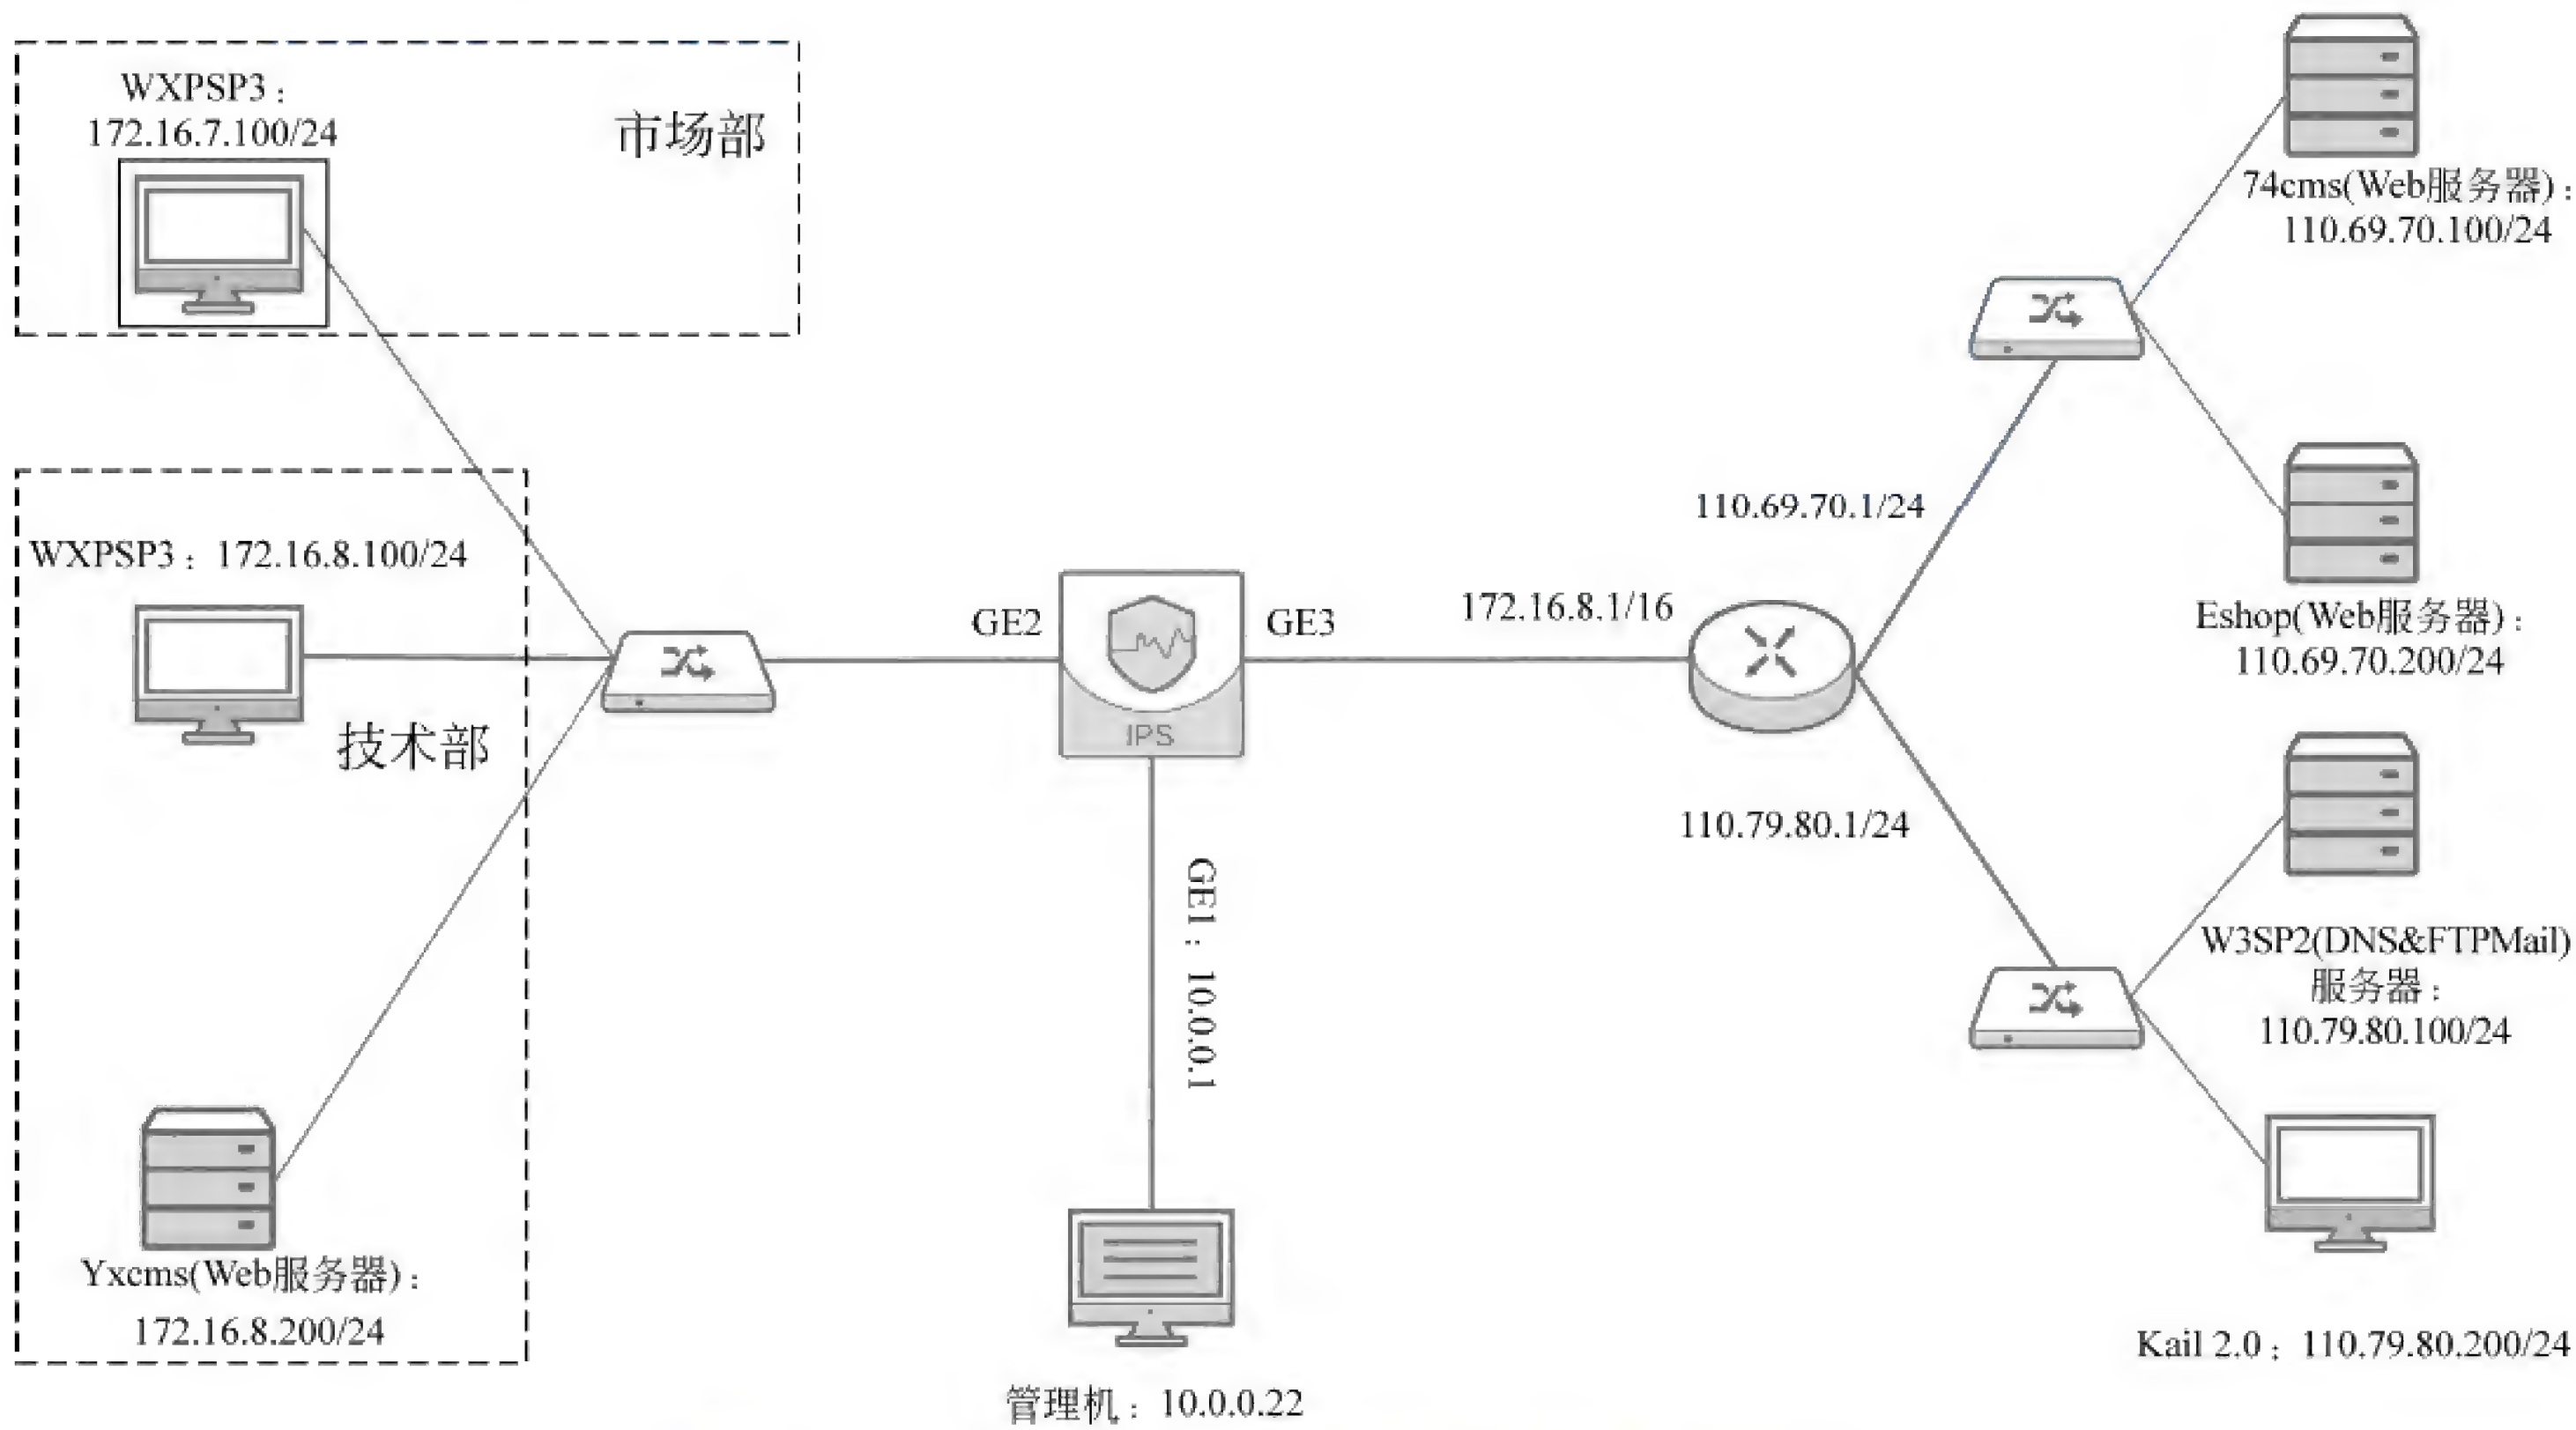 WXPSP3：
172.16.7.100/24
市场部
WXPSP3：172.16.8.100/24
技术部
Yxcms(Web服务器)：
172.16.8.200/24
GE2
IPS
GE3
GE1：10.0.0.1
管理机：10.0.0.22
172.16.8.1/16
110.69.70.1/24
110.79.80.1/24
74cms(Web服务器)：
110.69.70.100/24
Eshop(Web服务器)：
110.69.70.200/24
W3SP2(DNS&FTPMail)
服务器：
110.79.80.100/24
Kail 2.0：110.79.80.200/24